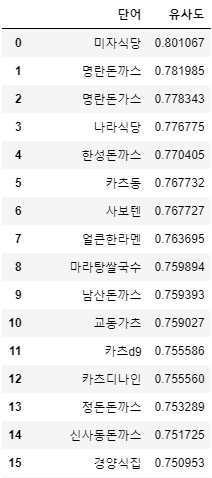 단어 유사도
0 미자식당 0.801067
1 명란돈까스 0.781985
2 명란돈가스 0.778343
3 나라식당 0.776775
4 한성돈까스 0.770405
5 카츠동 0.767732
6 사보텐 0.767727
7 얼큰한라멘 0.763695
8 마라탕쌀국수 0.759894
9 남산돈까스 0.759393
10 교동가츠 0.759027
11 카츠d9 0.755586
12 카츠디나인 0.755560
13 정돈돈까스 0.753289
14 신사동돈까스 0.751725
15 경양식집 0.750953